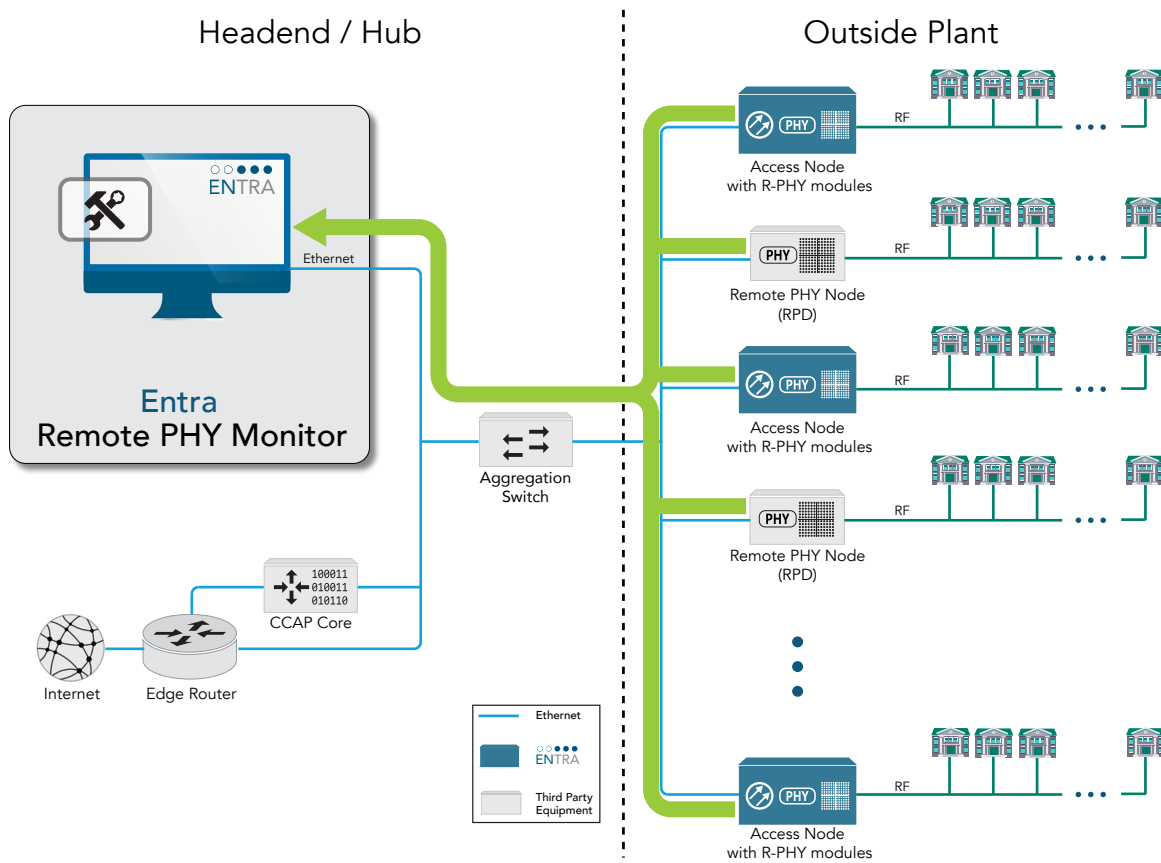 Headend / Hub
Outside Plant
ENTRA
Ethernet
Entra
Remote PHY Monitor
Aggregation
Switch
100011
010011
010110
CCAP Core
Internet
Edge Router
Ethernet
ENTRA
Third Party
Equipment
PHY
RF
Access Node
with R-PHY modules
PHY
RF
Remote PHY Node
(RPD)
PHY
RF
Access Node
with R-PHY modules
PHY
RF
Remote PHY Node
(RPD)
PHY
RF
Access Node
with R-PHY modules